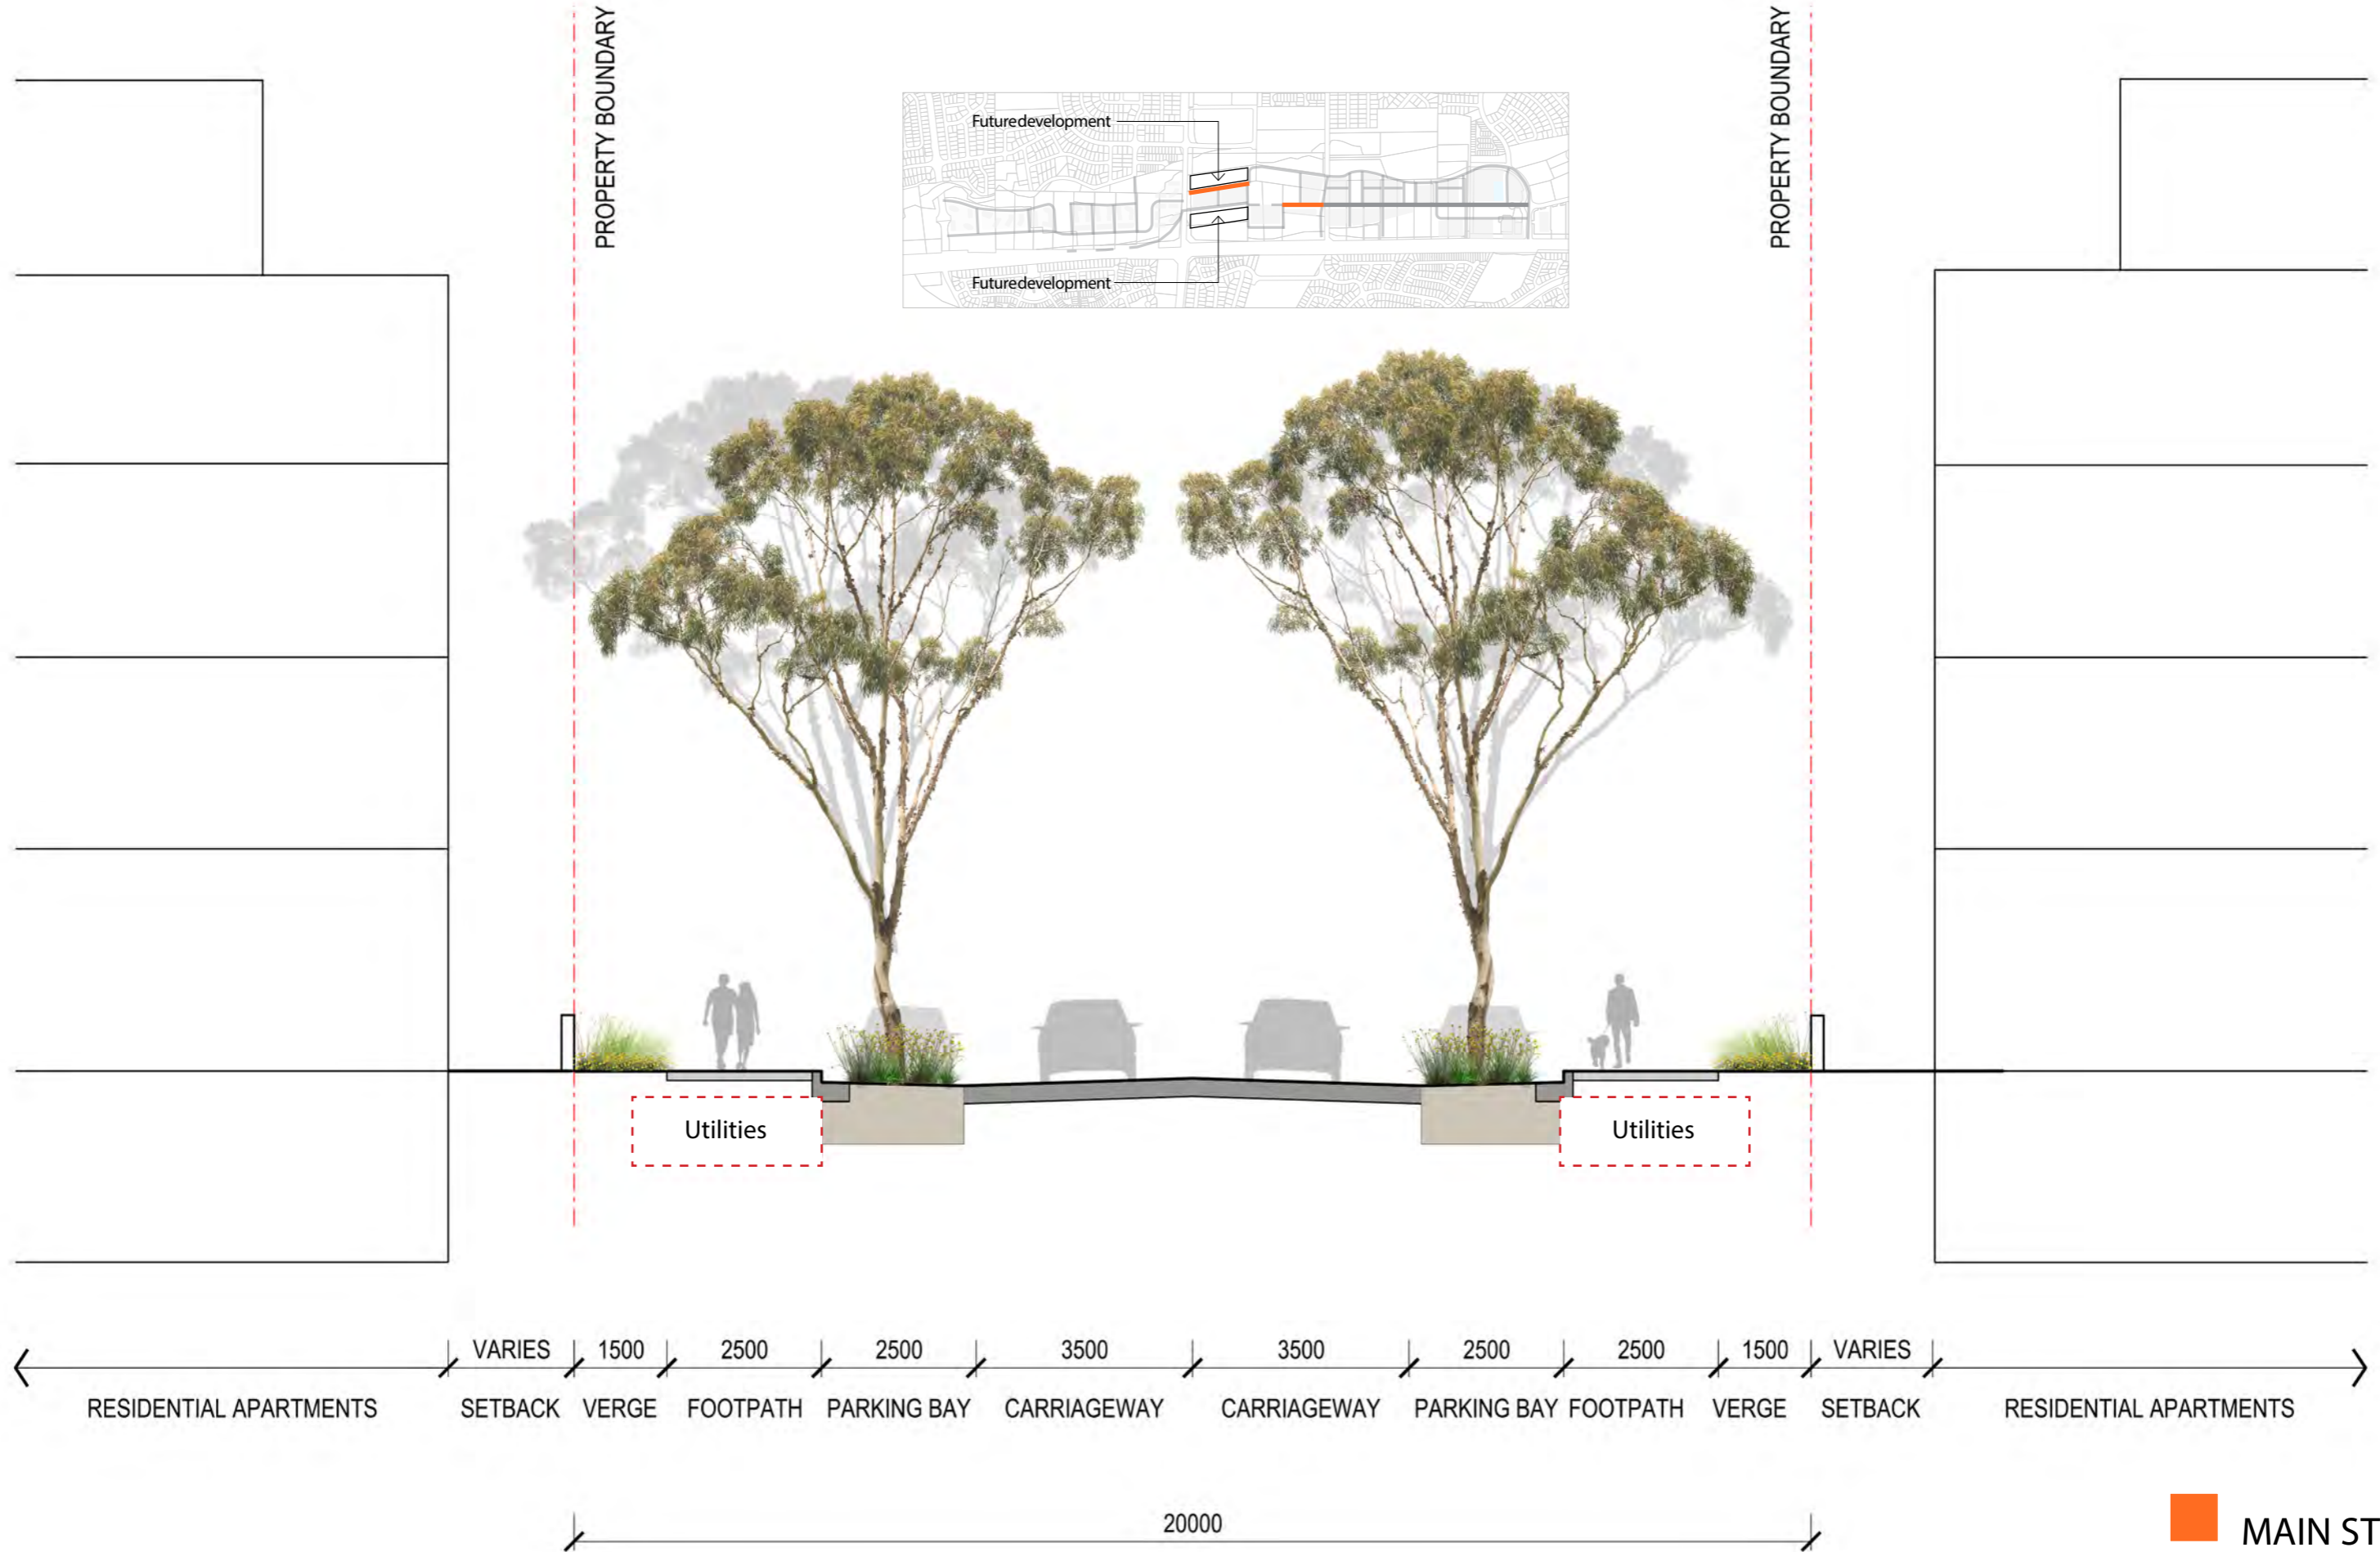 PROPERTY BOUNDARY
PROPERTY BOUNDARY
Futuredevelopment
Futuredevelopment
Utilities
Utilities
VARIES 1500 2500 2500 3500 3500 2500 2500 1500 VARIES
RESIDENTIAL APARTMENTS SETBACK VERGE FOOTPATH PARKING BAY CARRIAGEWAY CARRIAGEWAY PARKING BAY FOOTPATH VERGE SETBACK RESIDENTIAL APARTMENTS
20000
MAIN ST